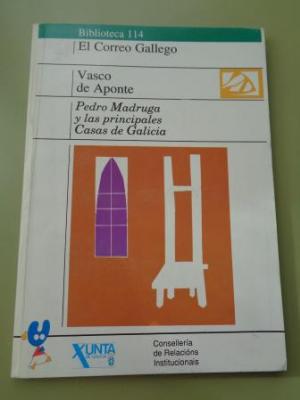 Biblioteca 114
El Correo Gallego
Vasco
de Aponte
Pedro Madruga
y las principales
Casas de Galicia
XUNTA
Consellería
de Relacións
Institucionais